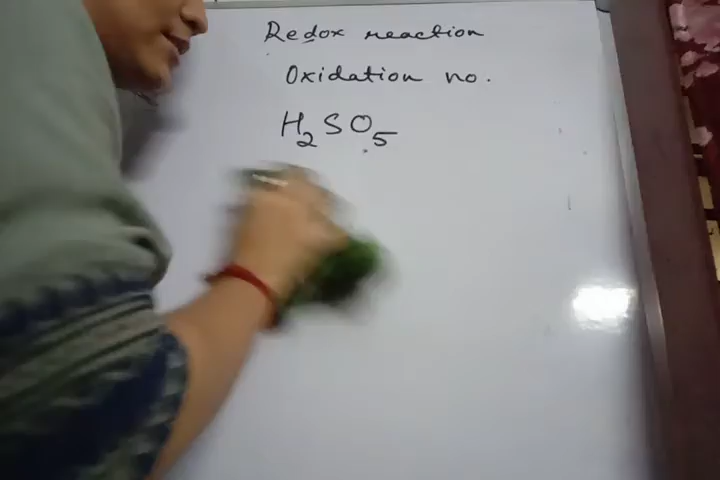 Redox reaction
Oxidation no.
H₂SO₅